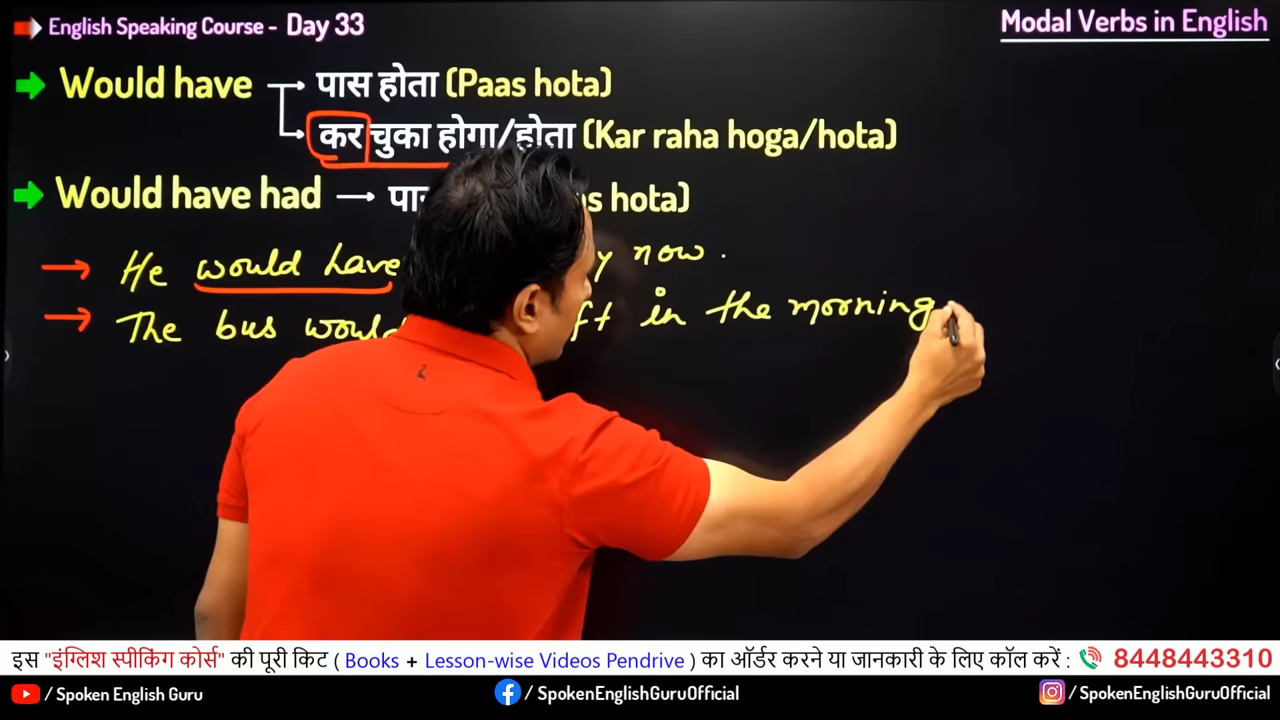 English Speaking Course - Day 33
Modal Verbs in English
Would have पास होता (Paas hota)
कर चुका होगा/होता (Kar raha hoga/hota)
Would have had hota)
He would have now.
The bus in the morning
इस "इंग्लिश स्पीकिंग कोर्स" की पूरी किट ( Books + Lesson-wise Videos Pendrive ) का ऑर्डर करने या जानकारी के लिए कॉल करें : 8448443310
/ Spoken English Guru / SpokenEnglishGuruOfficial / SpokenEnglishGuruOfficial